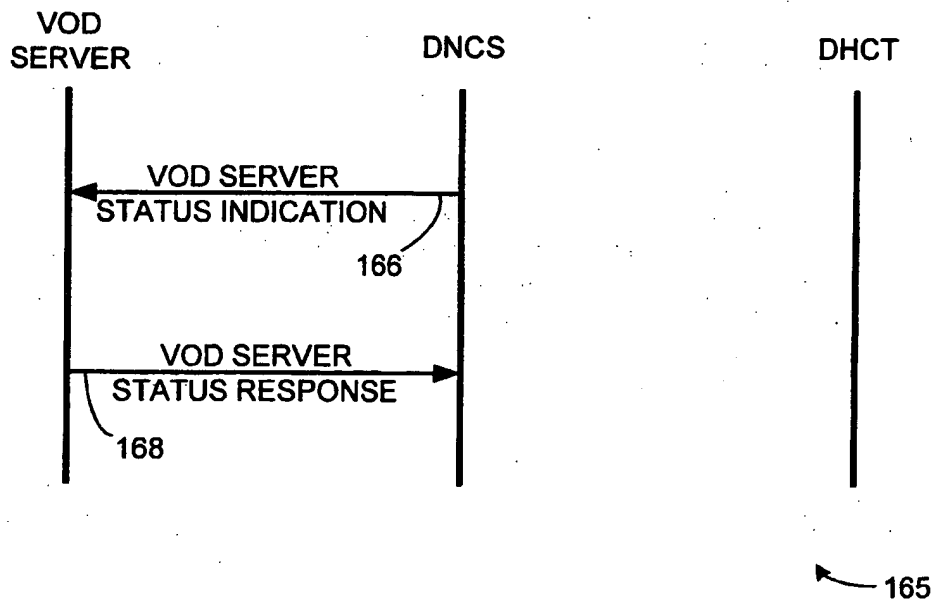 VOD
SERVER
DNCS
DHCT
VOD SERVER
STATUS INDICATION
166
VOD SERVER
STATUS RESPONSE
168
165